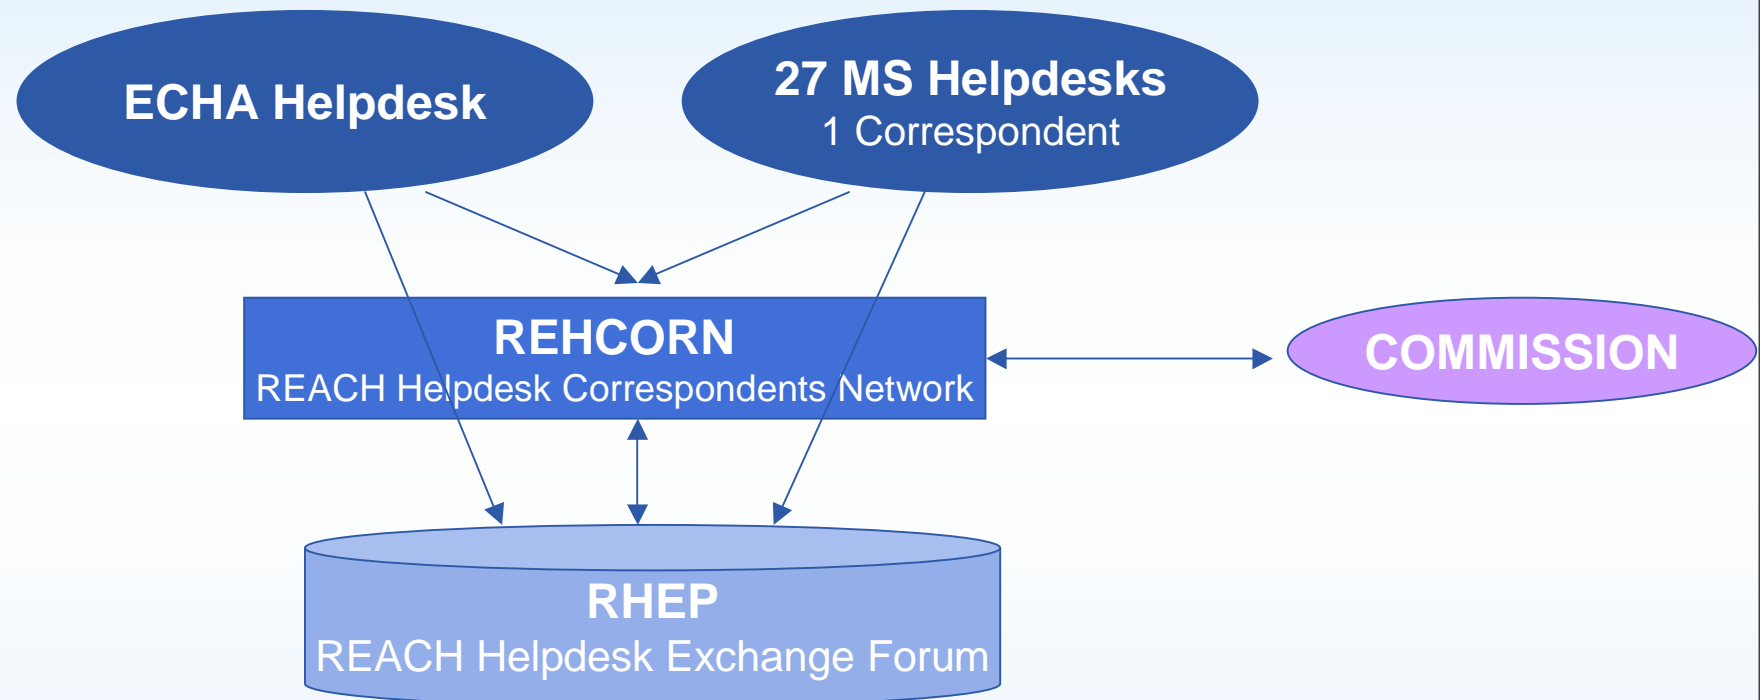 ECHA Helpdesk
27 MS Helpdesks
1 Correspondent
REHCORN
REACH Helpdesk Correspondents Network
COMMISSION
RHEP
REACH Helpdesk Exchange Forum